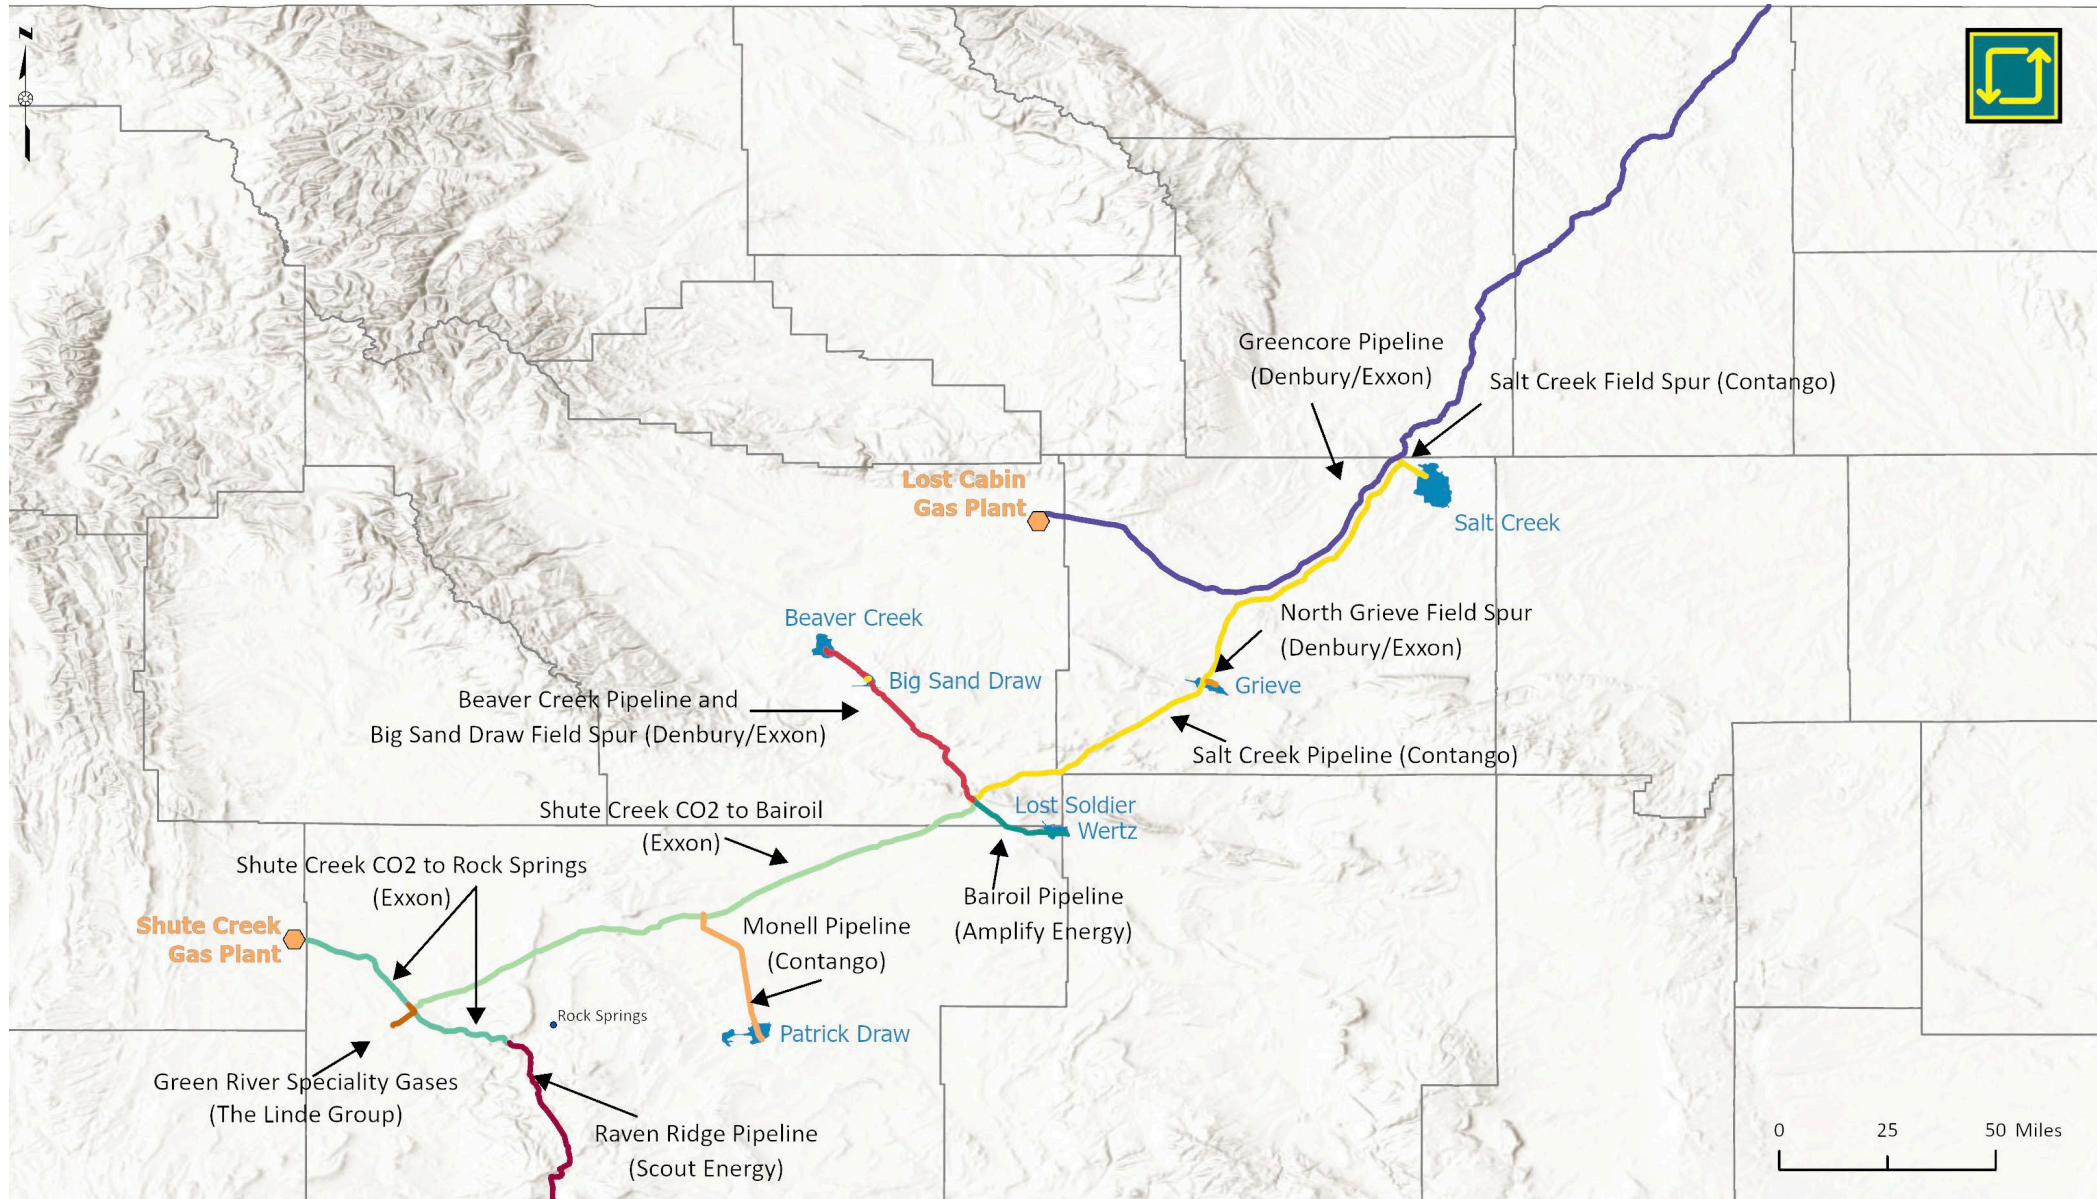 Z
Greencore Pipeline
(Denbury/Exxon)
Salt Creek Field Spur (Contango)
Lost Cabin
Gas Plant
Salt Creek
Beaver Creek
North Grieve Field Spur
(Denbury/Exxon)
Big Sand Draw
Grieve
Beaver Creek Pipeline and
Big Sand Draw Field Spur (Denbury/Exxon)
Salt Creek Pipeline (Contango)
Shute Creek CO2 to Bairoil
(Exxon)
Lost Soldier
Wertz
Shute Creek CO2 to Rock Springs
(Exxon)
Bairoil Pipeline
(Amplify Energy)
Shute Creek
Gas Plant
Monell Pipeline
(Contango)
Rock Springs
Patrick Draw
Green River Speciality Gases
(The Linde Group)
Raven Ridge Pipeline
(Scout Energy)
0 25 50 Miles